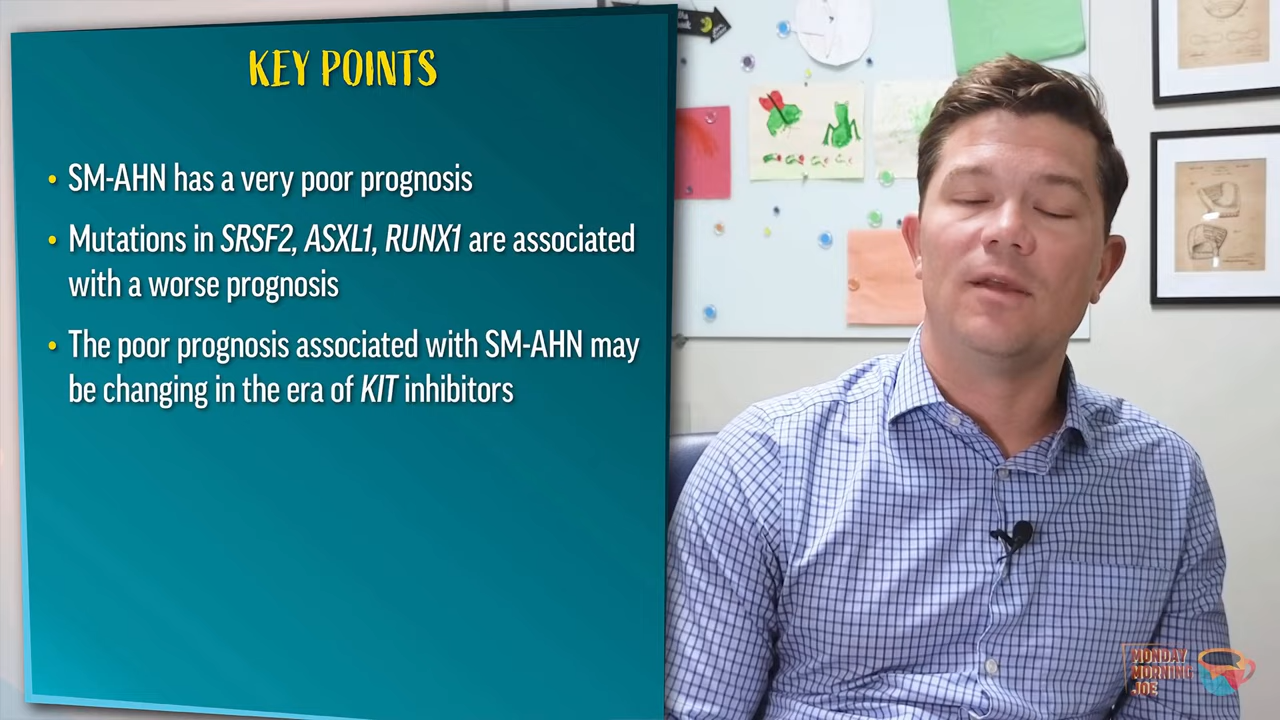 KEY POINTS
• SM-AHN has a very poor prognosis
• Mutations in SRSF2, ASXL1, RUNX1 are associated
with a worse prognosis
• The poor prognosis associated with SM-AHN may
be changing in the era of KIT inhibitors
MONDAY
MORNING
JOE